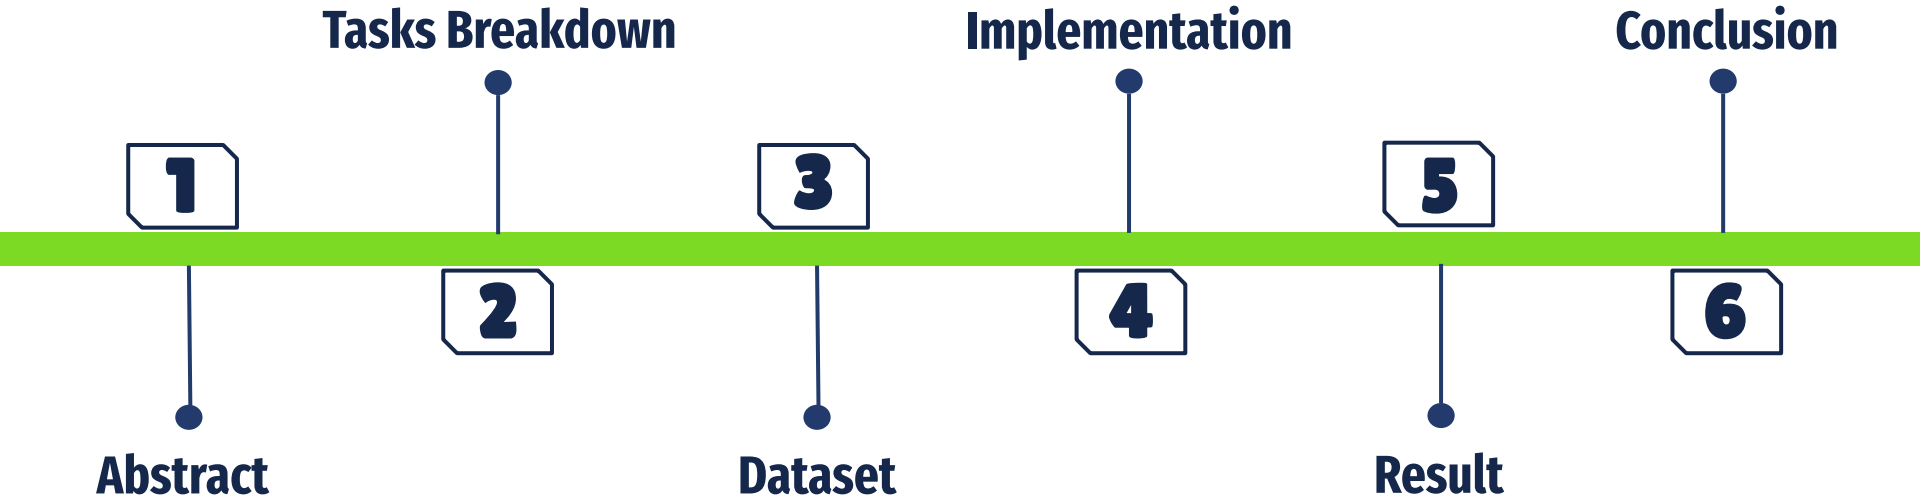 Tasks Breakdown
Implementation
Conclusion
1
3
5
2
4
6
Abstract
Dataset
Result